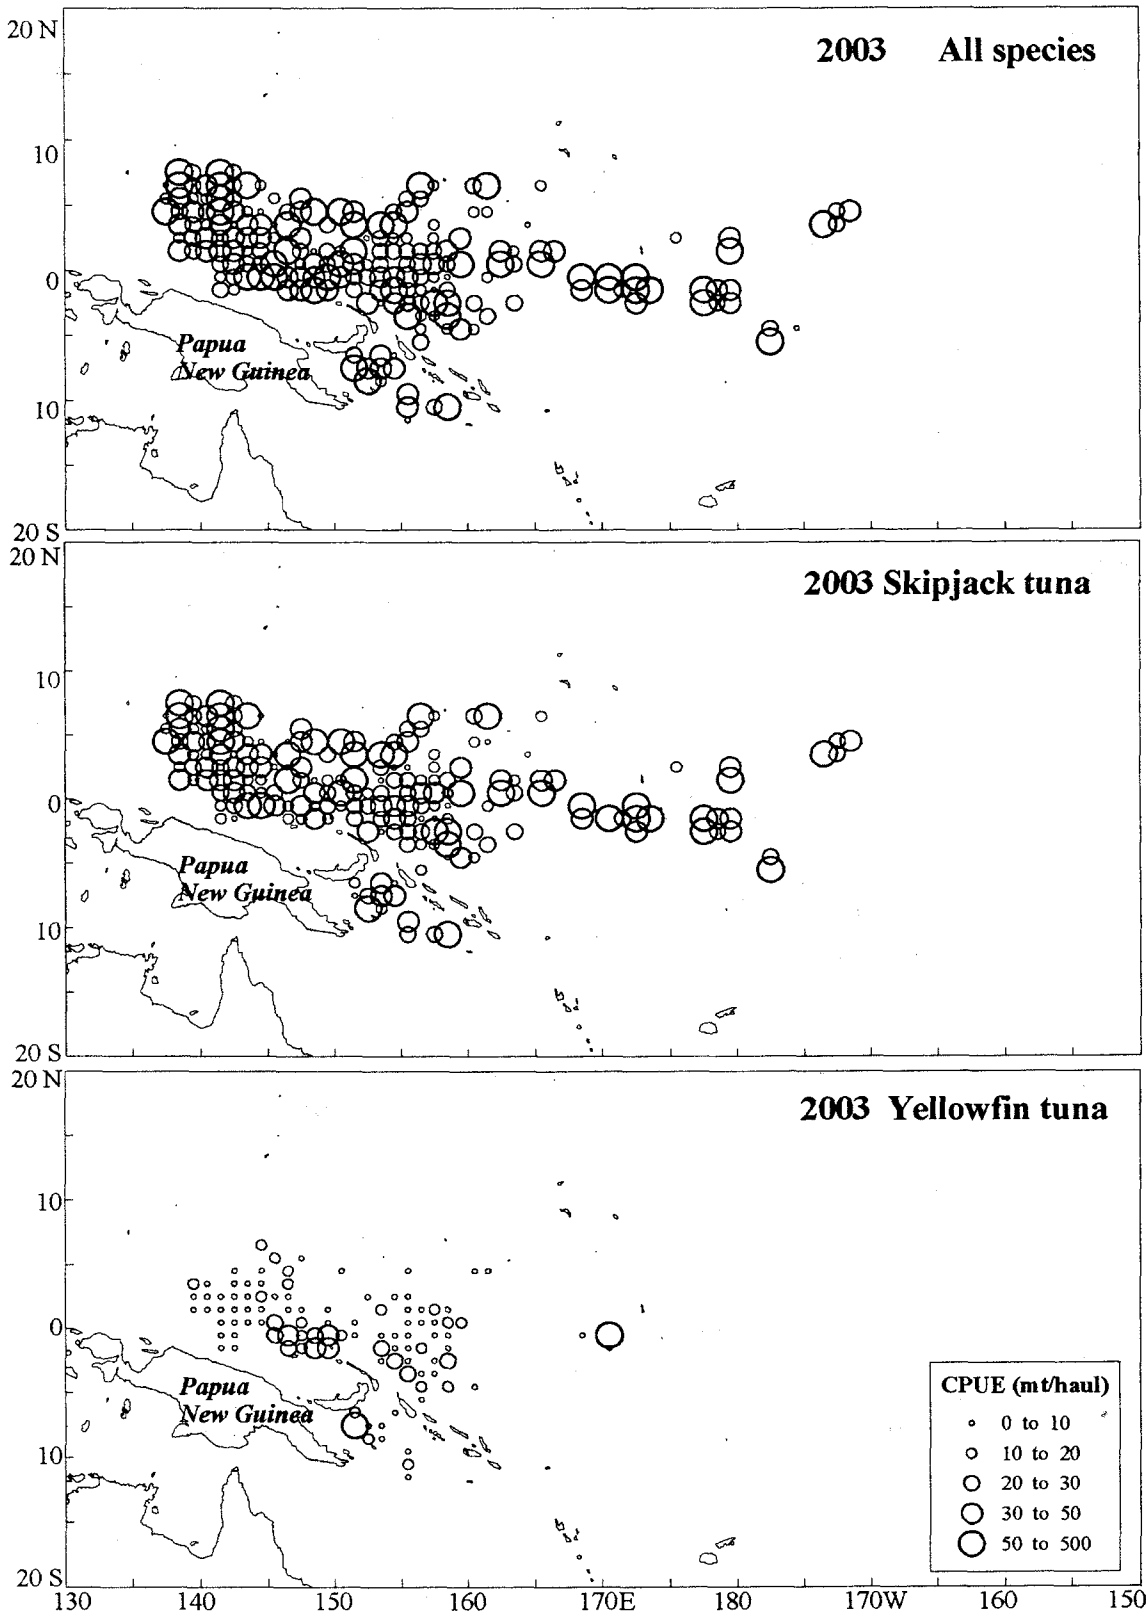 20 N
2003 All species
10
0
Papua
New Guinea
10
20 S
20 N
2003 Skipjack tuna
10
0
Papua
New Guinea
10
20 S
20 N
2003 Yellowfin tuna
10
0
Papua
New Guinea
CPUE (mt/haul)
0 to 10
10 to 20
20 to 30
30 to 50
50 to 500
10
20 S
130 140 150 160 170E 180 170W 160 150